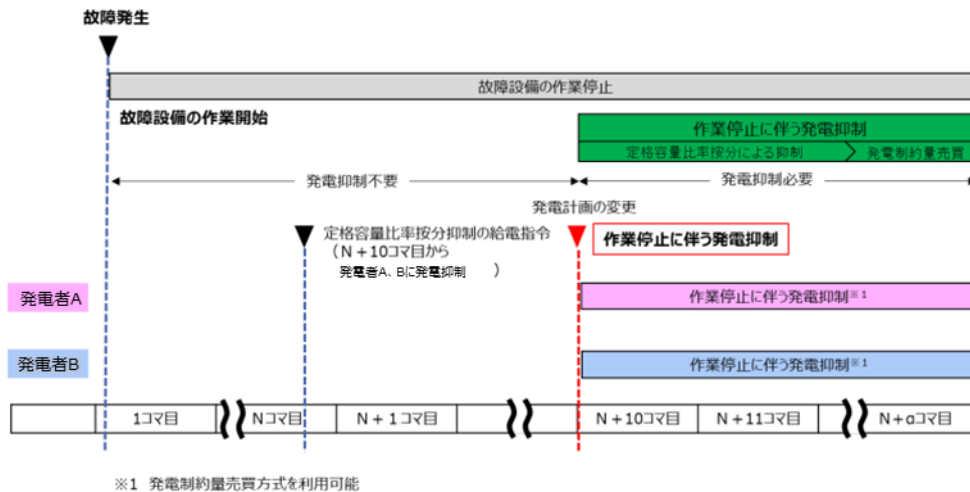 故障発生
故障設備の作業停止
故障設備の作業開始
作業停止に伴う発電抑制
定格容量比率按分による抑制
発電制約量売買
発電抑制不要
発電抑制必要
発電計画の変更
定格容量比率按分抑制の給電指令
(N+10コマ目から
発電者A、Bに発電抑制 )
作業停止に伴う発電抑制
発電者A
作業停止に伴う発電抑制※1
発電者B
作業停止に伴う発電抑制※1
1コマ目
Nコマ目
N+1コマ目
N+10コマ目
N+11コマ目
N+αコマ目
※1 発電制約量売買方式を利用可能